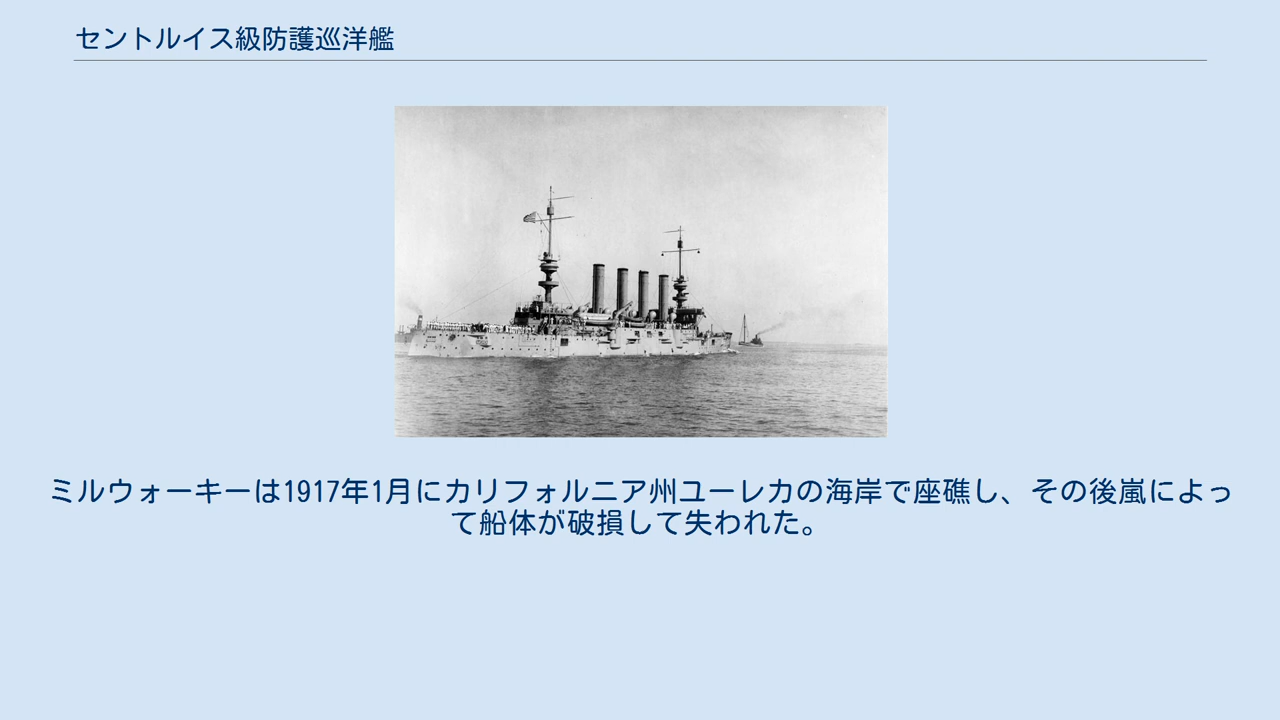 セントルイス級防護巡洋艦
ミルウォーキーは1917年1月にカリフォルニア州ユーレカの海岸で座礁し、その後嵐によっ
て船体が破損して失われた。